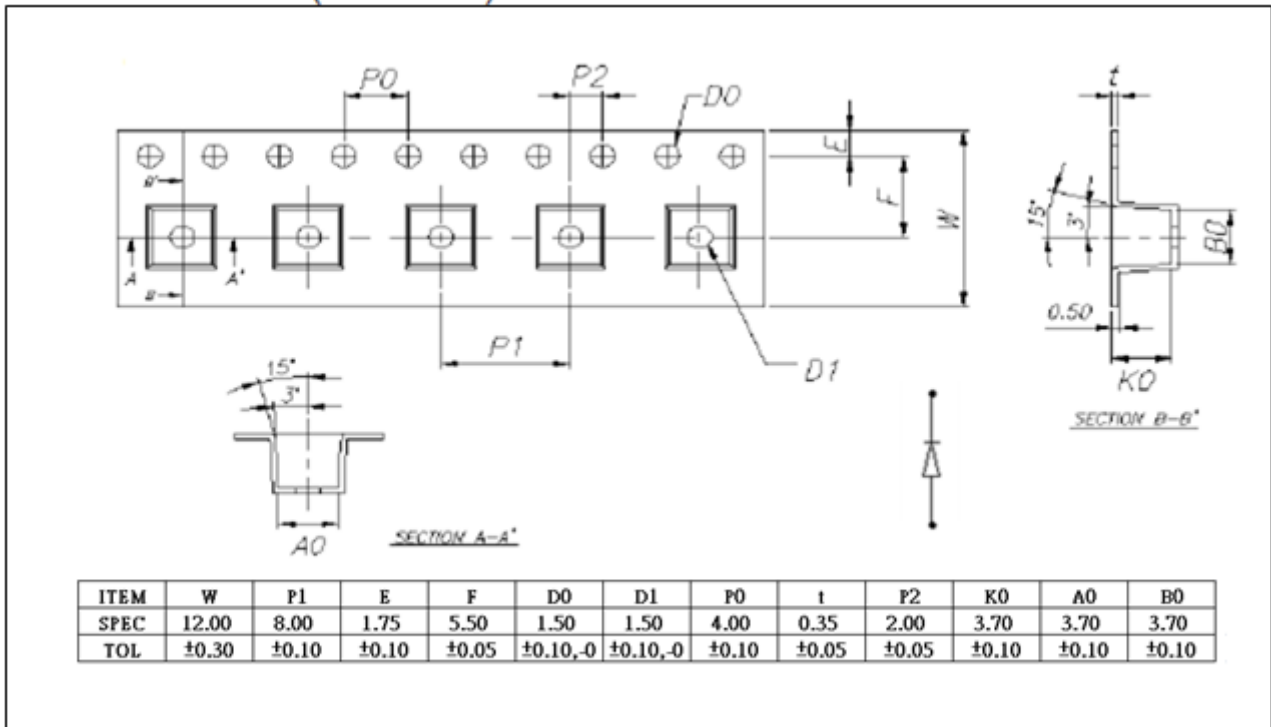 P0
P2
D0
t
E
F
W
B'
A
A'
B
15°
3°
B0
0.50
K0
P1
D1
SECTION B-B'
15°
3°
A0
SECTION A-A'
ITEM W P1 E F D0 D1 P0 t P2 K0 A0 B0
SPEC 12.00 8.00 1.75 5.50 1.50 1.50 4.00 0.35 2.00 3.70 3.70 3.70
TOL ±0.30 ±0.10 ±0.10 ±0.05 ±0.10,-0 ±0.10,-0 ±0.10 ±0.05 ±0.05 ±0.10 ±0.10 ±0.10